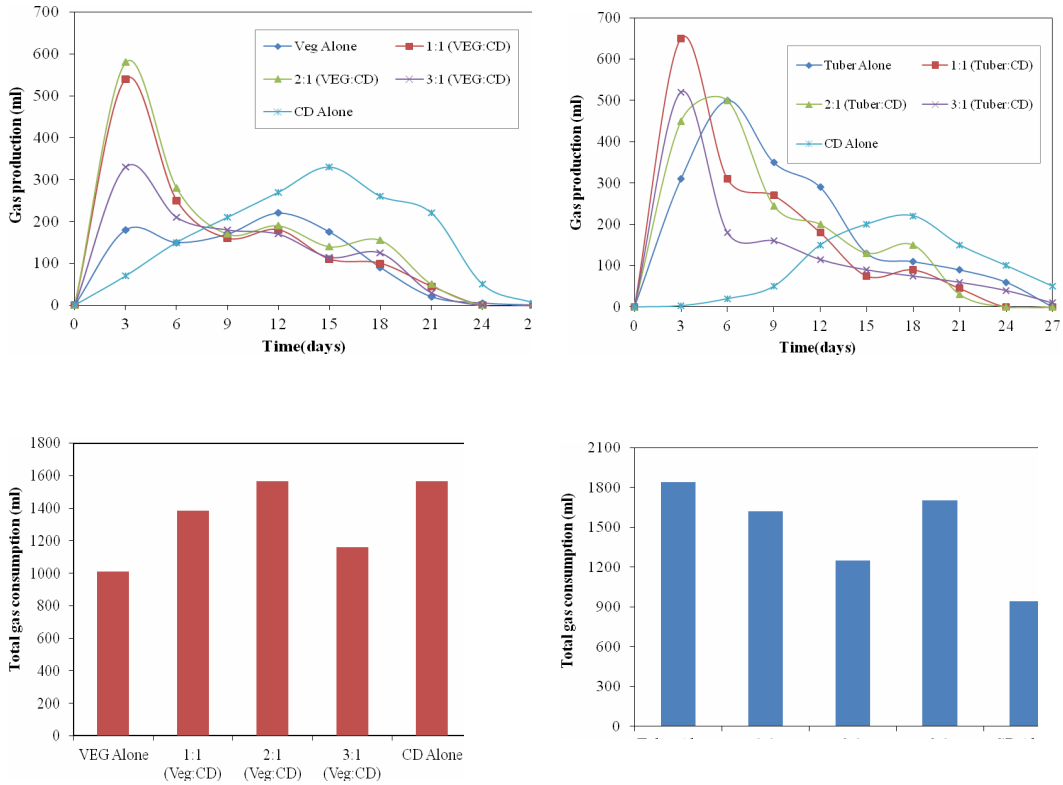 700
600
500
400
300
200
100
0
Gas production (ml)
Veg Alone
1:1 (VEG:CD)
2:1 (VEG:CD)
3:1 (VEG:CD)
CD Alone
0 3 6 9 12 15 18 21 24 2
Time(days)
700
600
500
400
300
200
100
0
Gas production (ml)
Tuber Alone
1:1 (Tuber:CD)
2:1 (Tuber:CD)
3:1 (Tuber:CD)
CD Alone
0 3 6 9 12 15 18 21 24 27
Time(days)
1800
1600
1400
1200
1000
800
600
400
200
0
Total gas consumption (ml)
VEG Alone
1:1
(Veg:CD)
2:1
(Veg:CD)
3:1
(Veg:CD)
CD Alone
2100
1800
1500
1200
900
600
300
0
Total gas consumption (ml)